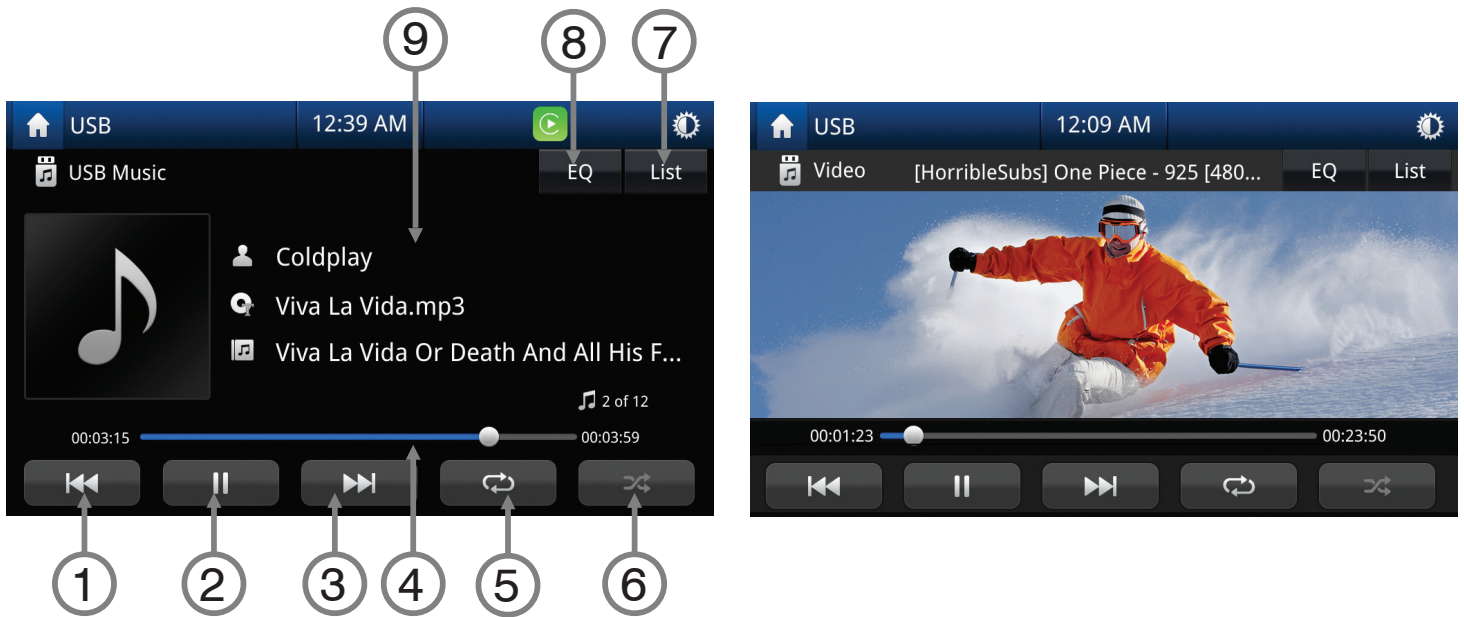 9 8 7
USB 12:39 AM
USB Music EQ List
Coldplay
Viva La Vida.mp3
Viva La Vida Or Death And All His F...
2 of 12
00:03:15 00:03:59
1 2 3 4 5 6
USB 12:09 AM
Video [HorribleSubs] One Piece - 925 [480... EQ List
00:01:23 00:23:50